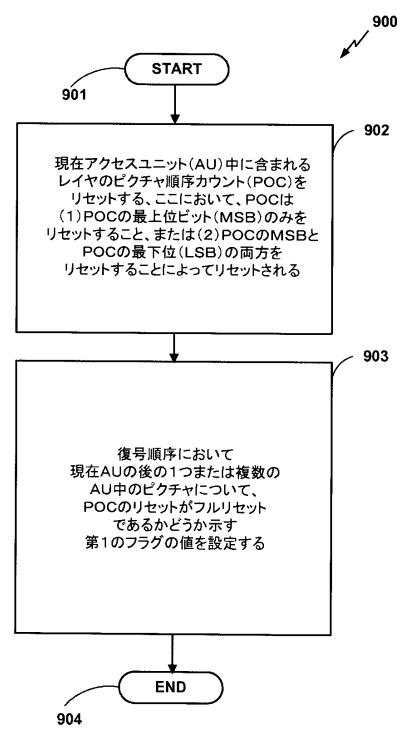 900
START
901
902
現在アクセスユニット(AU)中に含まれる
レイヤのピクチャ順序カウント(POC)を
リセットする、ここにおいて、POCは
(1)POCの最上位ビット(MSB)のみを
リセットすること、または(2)POCのMSBと
POCの最下位(LSB)の両方を
リセットすることによってリセットされる
903
復号順序において
現在AUの後の1つまたは複数の
AU中のピクチャについて、
POCのリセットがフルリセット
であるかどうか示す
第1のフラグの値を設定する
END
904